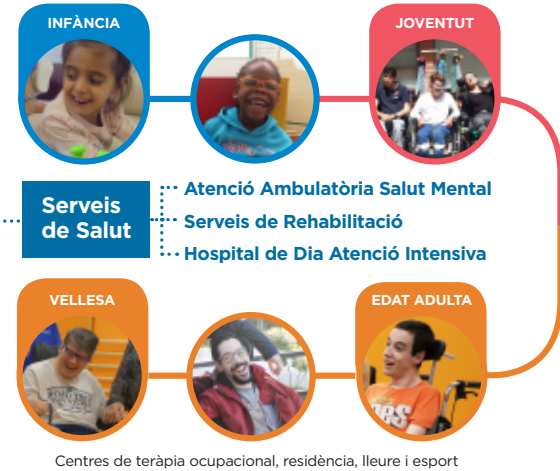 INFÀNCIA
JOVENTUT
Serveis
de Salut
Atenció Ambulatòria Salut Mental
Serveis de Rehabilitació
Hospital de Dia Atenció Intensiva
VELLESA
EDAT ADULTA
Centres de teràpia ocupacional, residència, lleure i esport